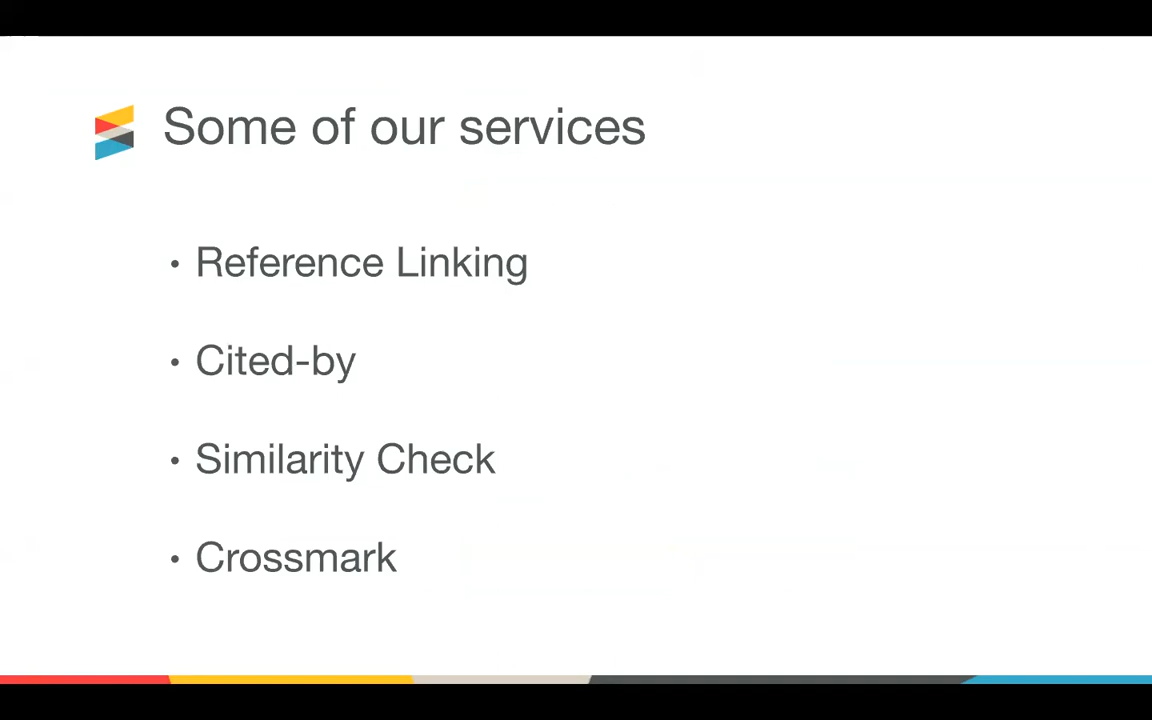 Some of our services
• Reference Linking
• Cited-by
• Similarity Check
• Crossmark